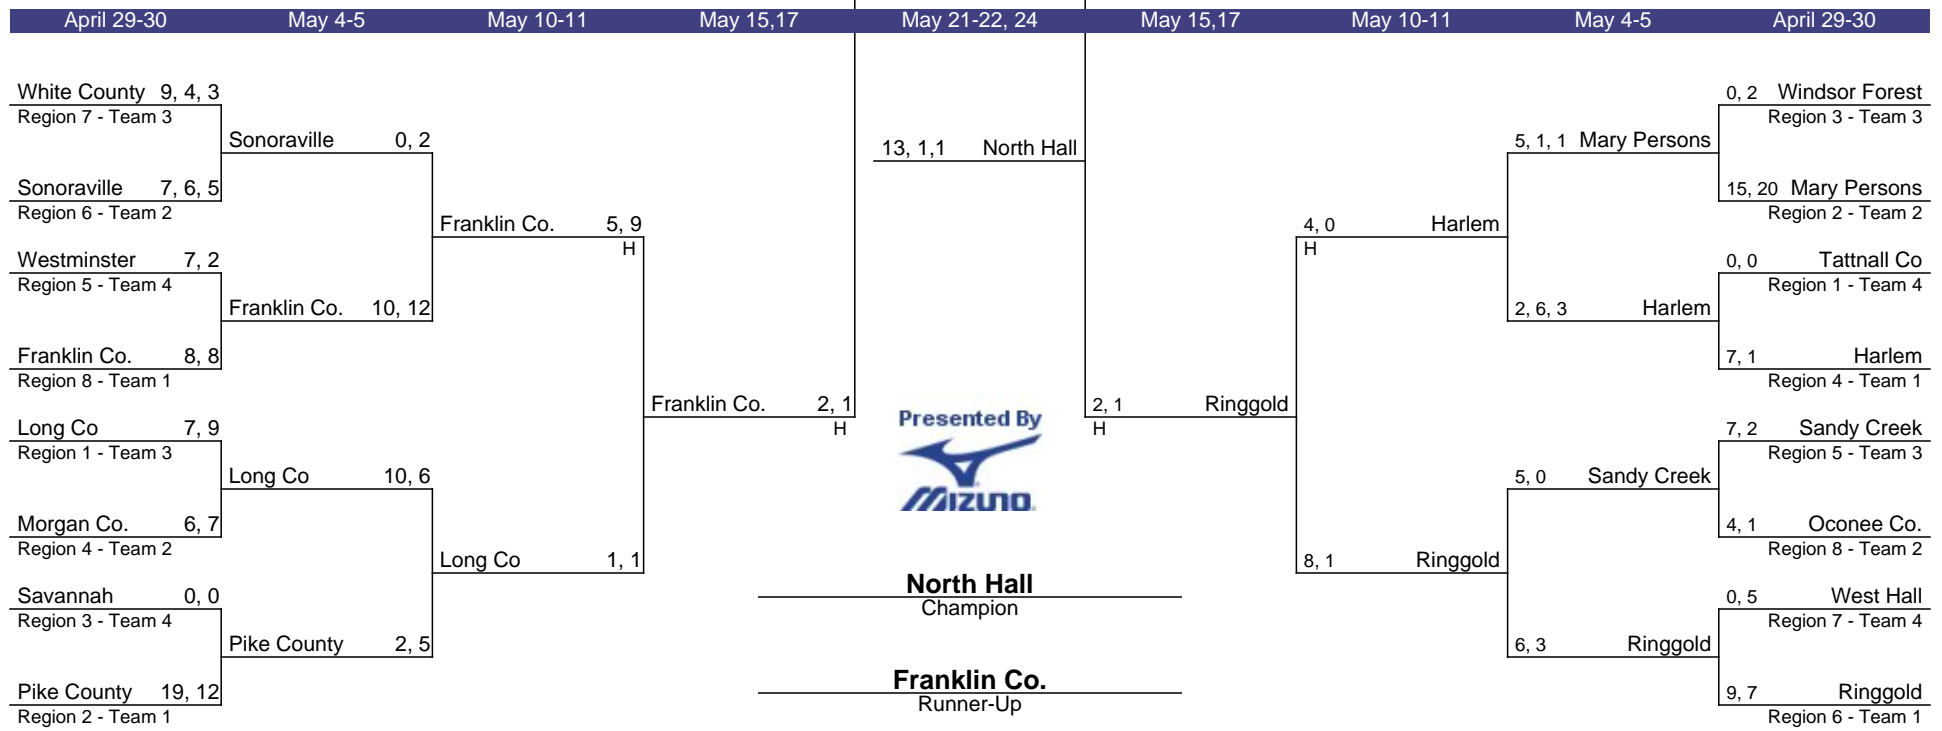 April 29-30 May 4-5 May 10-11 May 15,17 May 21-22, 24 May 15,17 May 10-11 May 4-5 April 29-30
White County 9, 4, 3
Region 7 - Team 3
Sonoraville 0, 2
Sonoraville 7, 6, 5
Region 6 - Team 2
Franklin Co. 5, 9
H
Westminster 7, 2
Region 5 - Team 4
Franklin Co. 10, 12
Franklin Co. 8, 8
Region 8 - Team 1
Franklin Co. 2, 1
H
Long Co 7, 9
Region 1 - Team 3
Long Co 10, 6
Morgan Co. 6, 7
Region 4 - Team 2
Long Co 1, 1
Savannah 0, 0
Region 3 - Team 4
Pike County 2, 5
Pike County 19, 12
Region 2 - Team 1
13, 1,1 North Hall
Presented By
MIZUNO
North Hall
Champion
Franklin Co.
Runner-Up
0, 2 Windsor Forest
Region 3 - Team 3
5, 1, 1 Mary Persons
15, 20 Mary Persons
Region 2 - Team 2
4, 0 Harlem
H
0, 0 Tattnall Co
Region 1 - Team 4
2, 6, 3 Harlem
7, 1 Harlem
Region 4 - Team 1
2, 1 Ringgold
H
7, 2 Sandy Creek
Region 5 - Team 3
5, 0 Sandy Creek
4, 1 Oconee Co.
Region 8 - Team 2
8, 1 Ringgold
0, 5 West Hall
Region 7 - Team 4
6, 3 Ringgold
9, 7 Ringgold
Region 6 - Team 1